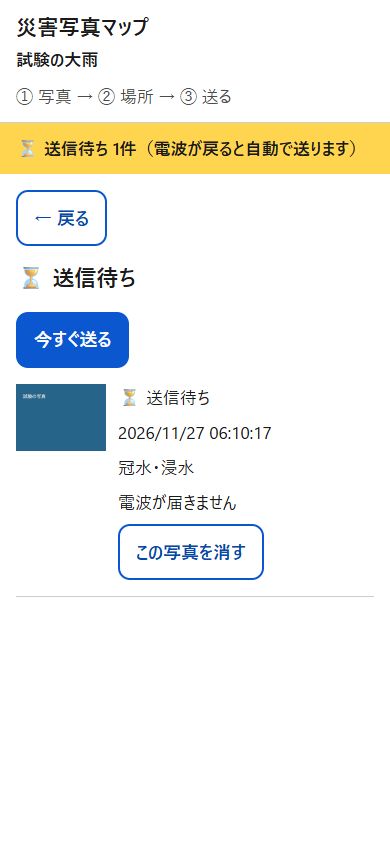 災害写真マップ
試験の大雨
① 写真 → ② 場所 → ③ 送る
⏳ 送信待ち 1件（電波が戻ると自動で送ります）
← 戻る
⏳ 送信待ち
今すぐ送る
試験の写真
⏳ 送信待ち
2026/11/27 06:10:17
冠水・浸水
電波が届きません
この写真を消す